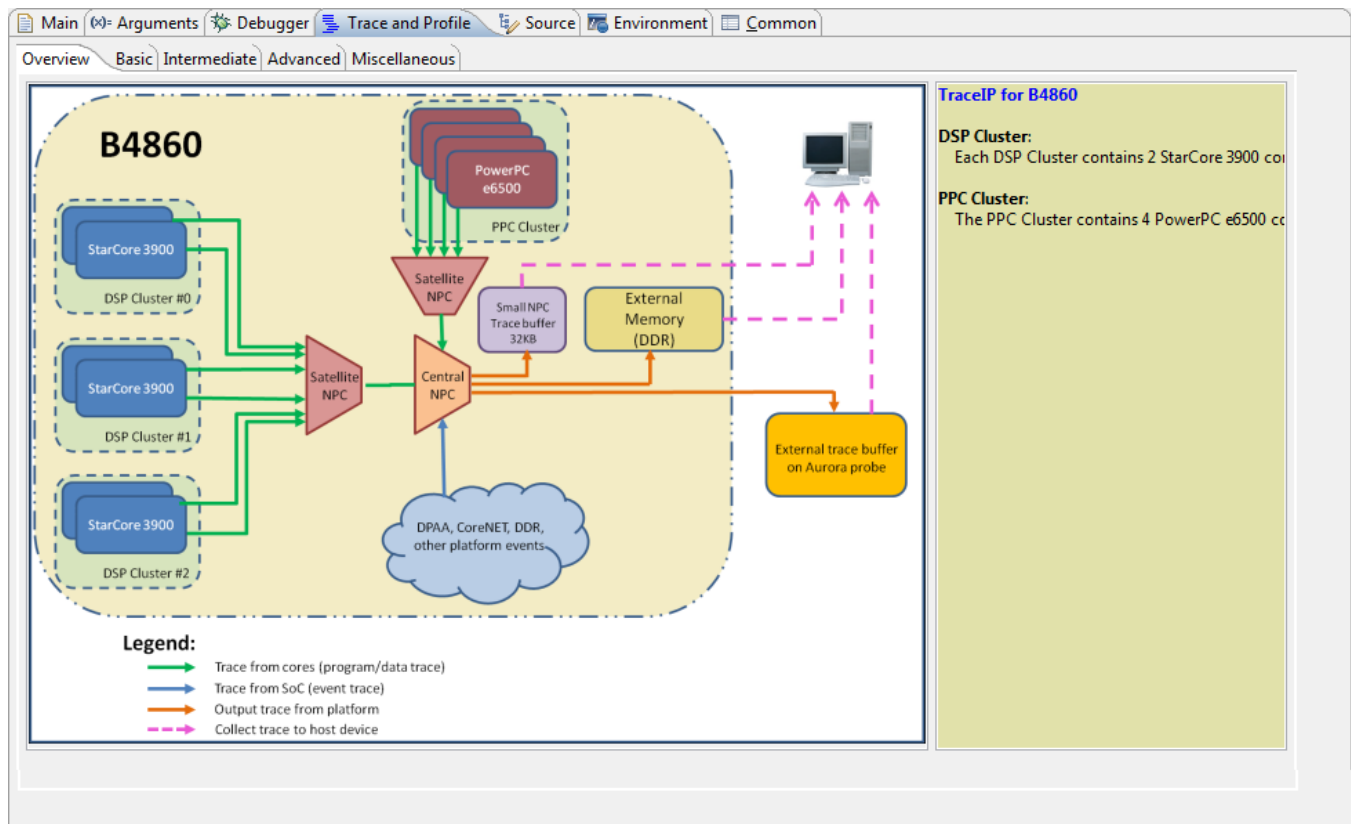 Main (x)= Arguments Debugger Trace and Profile Source Environment Common
Overview Basic Intermediate Advanced Miscellaneous
B4860
PowerPC
e6500
PPC Cluster
StarCore 3900
DSP Cluster #0
StarCore 3900
DSP Cluster #1
StarCore 3900
DSP Cluster #2
Satellite
NPC
Satellite
NPC
Central
NPC
Small NPC
Trace buffer
32KB
External
Memory
(DDR)
External trace buffer
on Aurora probe
DPAA, CoreNET, DDR,
other platform events
Legend:
Trace from cores (program/data trace)
Trace from SoC (event trace)
Output trace from platform
Collect trace to host device
TraceIP for B4860
DSP Cluster:
Each DSP Cluster contains 2 StarCore 3900
PPC Cluster:
The PPC Cluster contains 4 PowerPC e6500